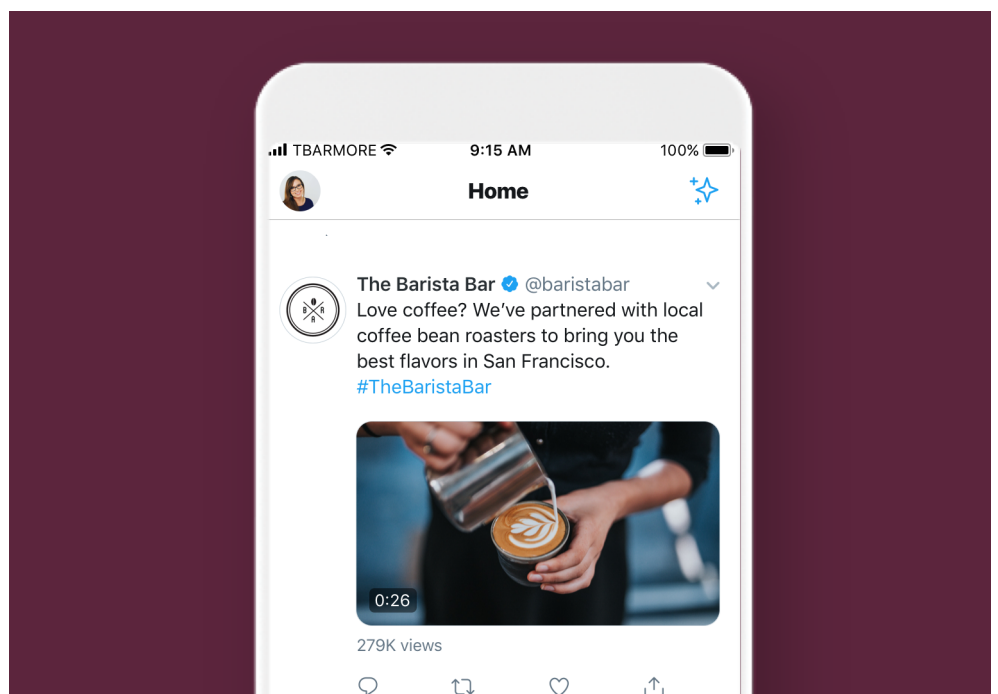 TBARMORE 9:15 AM 100%
Home
The Barista Bar @baristabar
Love coffee? We’ve partnered with local
coffee bean roasters to bring you the
best flavors in San Francisco.
#TheBaristaBar
B A R
0:26
279K views